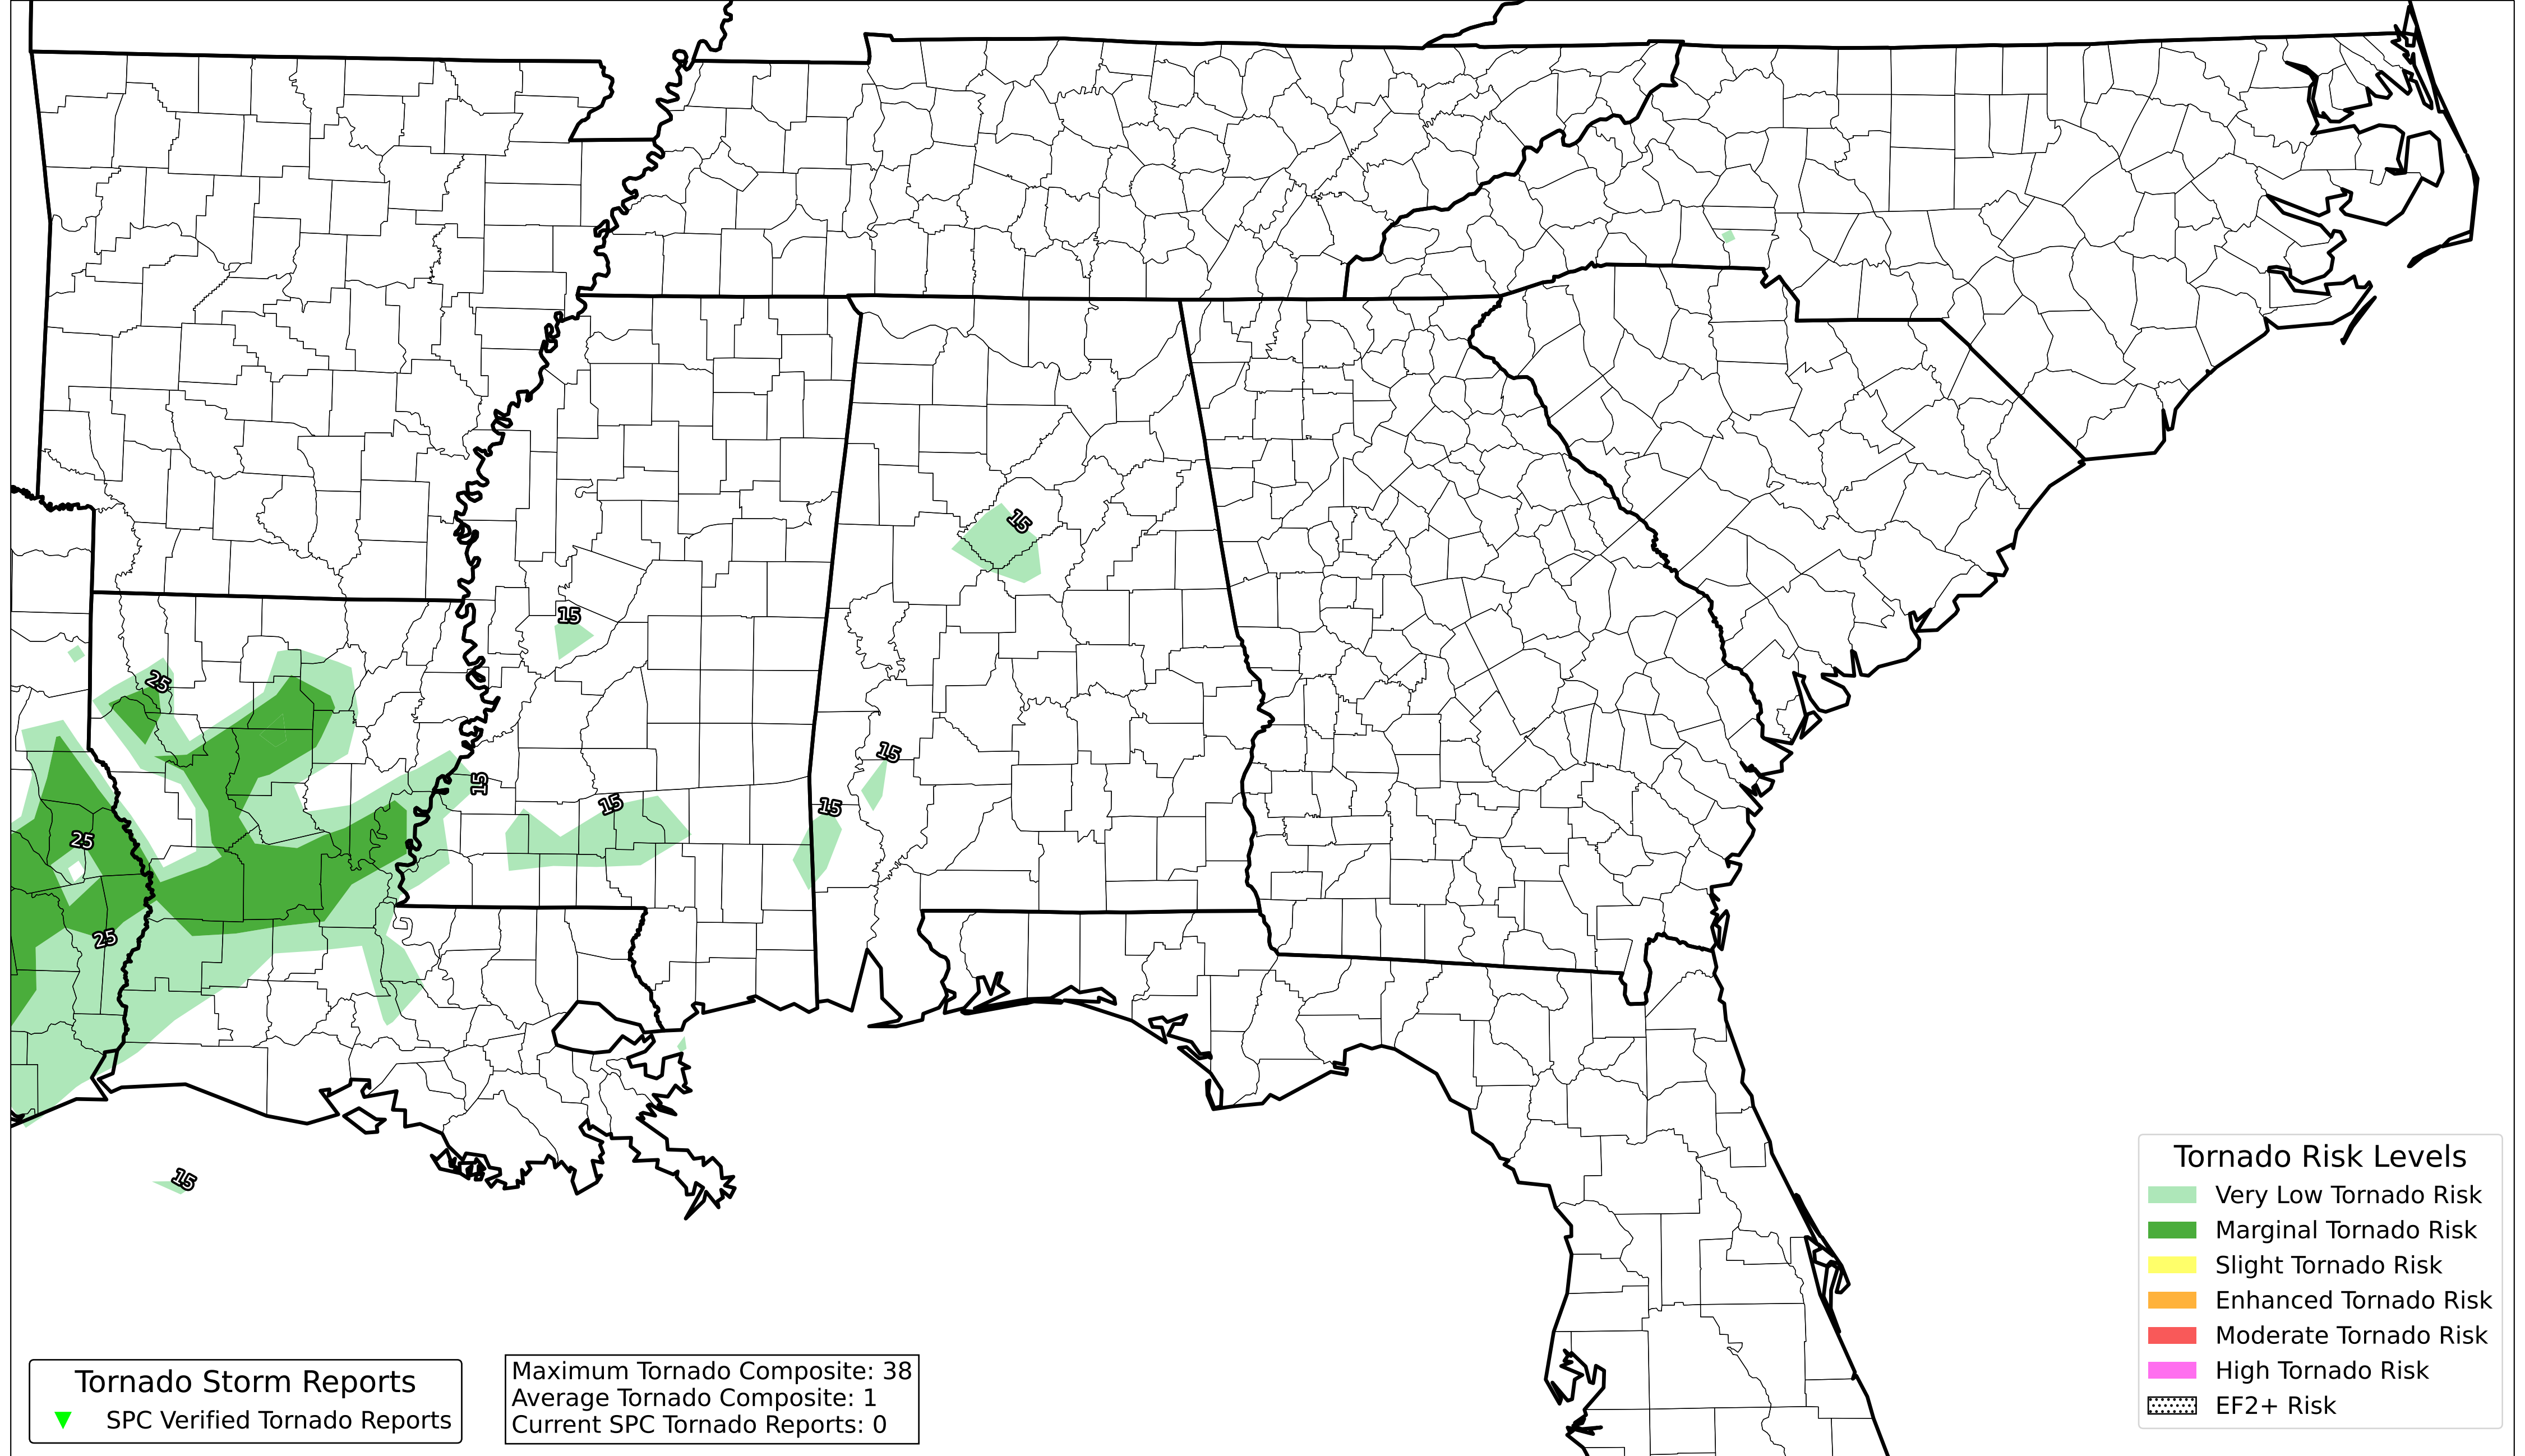 15
15
25
15
15
15
15
25
25
15
Tornado Risk Levels
Very Low Tornado Risk
Marginal Tornado Risk
Slight Tornado Risk
Enhanced Tornado Risk
Moderate Tornado Risk
High Tornado Risk
EF2+ Risk
Tornado Storm Reports
SPC Verified Tornado Reports
Maximum Tornado Composite: 38
Average Tornado Composite: 1
Current SPC Tornado Reports: 0